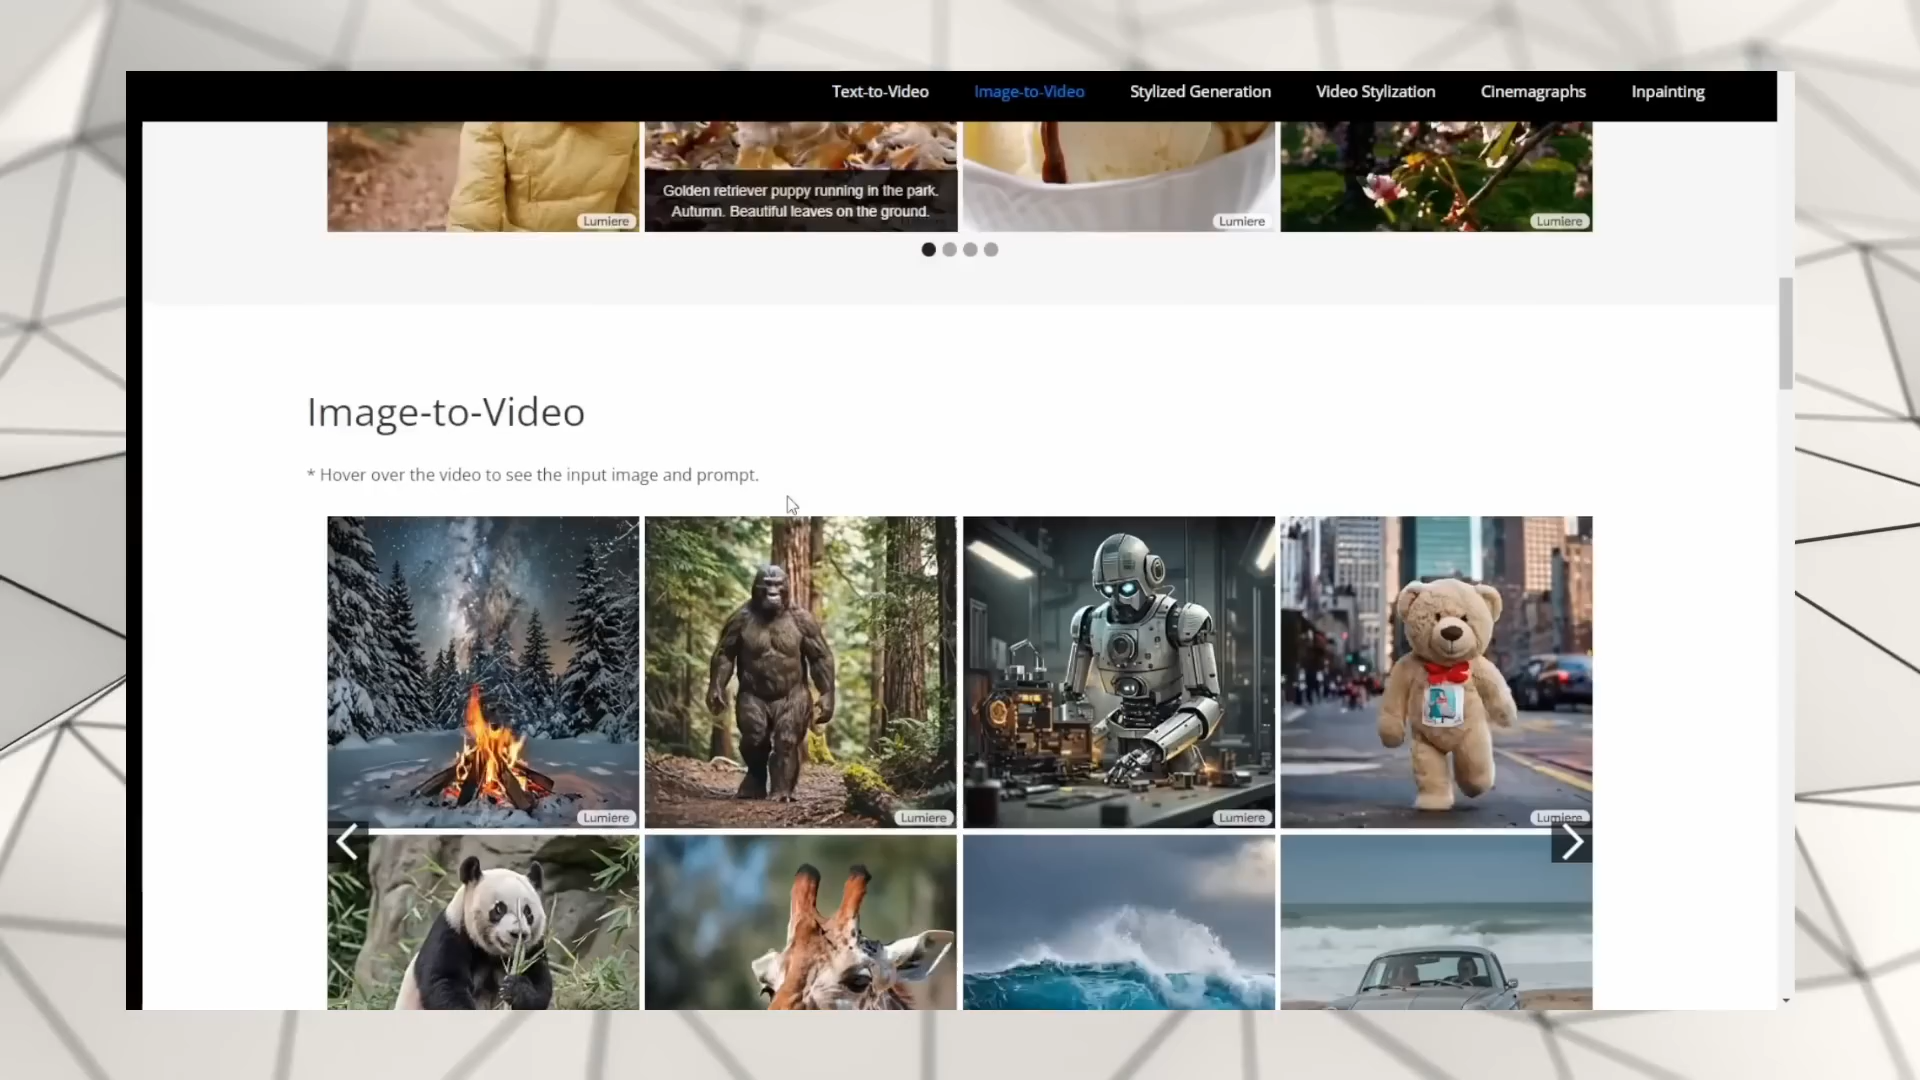 Text-to-Video Image-to-Video Stylized Generation Video Stylization Cinemagraphs Inpainting
Golden retriever puppy running in the park.
Autumn. Beautiful leaves on the ground.
Lumiere
Lumiere
Lumiere
Image-to-Video
* Hover over the video to see the input image and prompt.
Lumiere
Lumiere
Lumiere
Lumiere